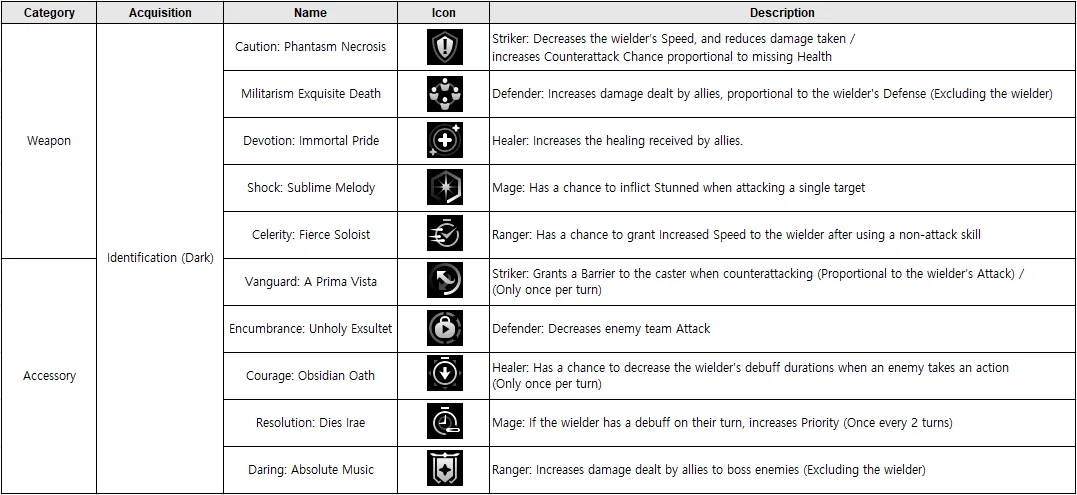 Category Acquisition Name Icon Description
Weapon
Identification (Dark)
Caution: Phantasm Necrosis
Striker: Decreases the wielder's Speed, and reduces damage taken /
increases Counterattack Chance proportional to missing Health
Militarism Exquisite Death
Defender: Increases damage dealt by allies, proportional to the wielder's Defense (Excluding the wielder)
Devotion: Immortal Pride
Healer: Increases the healing received by allies.
Shock: Sublime Melody
Mage: Has a chance to inflict Stunned when attacking a single target
Celerity: Fierce Soloist
Ranger: Has a chance to grant Increased Speed to the wielder after using a non-attack skill
Accessory
Vanguard: A Prima Vista
Striker: Grants a Barrier to the caster when counterattacking (Proportional to the wielder's Attack) /
(Only once per turn)
Encumbrance: Unholy Exsultet
Defender: Decreases enemy team Attack
Courage: Obsidian Oath
Healer: Has a chance to decrease the wielder's debuff durations when an enemy takes an action
(Only once per turn)
Resolution: Dies Irae
Mage: If the wielder has a debuff on their turn, increases Priority (Once every 2 turns)
Daring: Absolute Music
Ranger: Increases damage dealt by allies to boss enemies (Excluding the wielder)